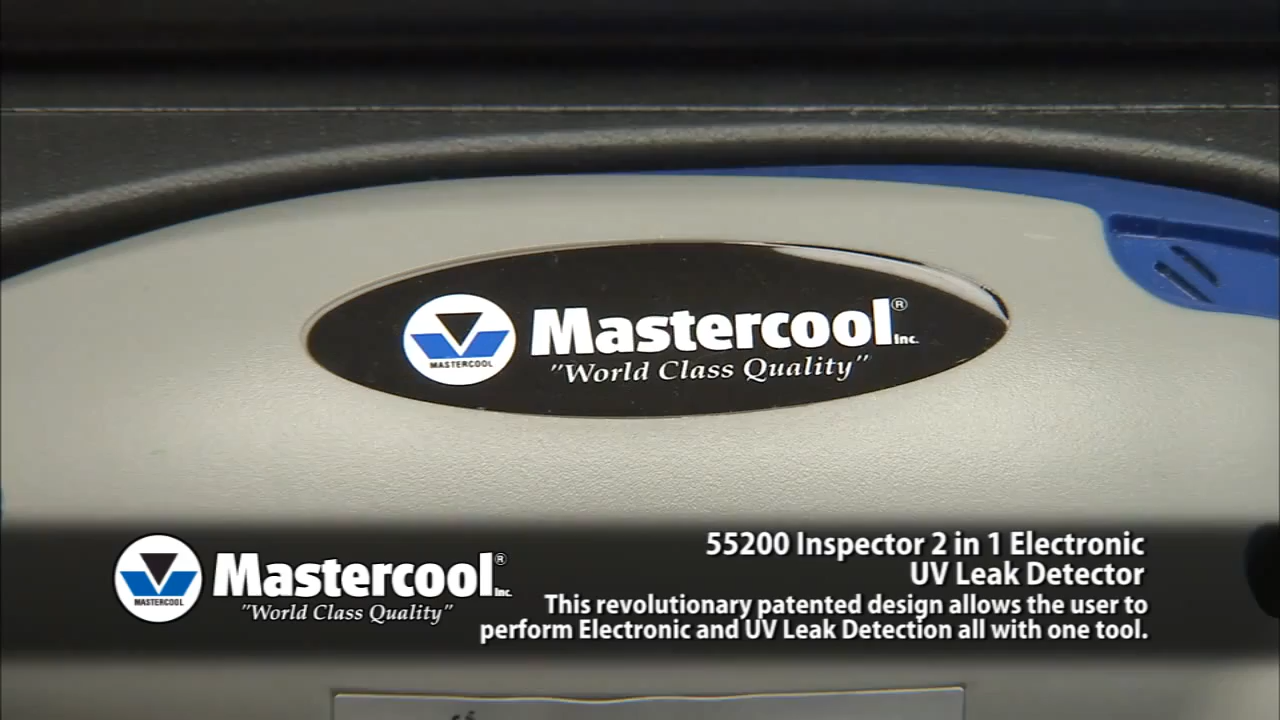 MASTERCOOL
Mastercool® Inc.
"World Class Quality"
MASTERCOOL
Mastercool® Inc.
"World Class Quality"
55200 Inspector 2 in 1 Electronic
UV Leak Detector
This revolutionary patented design allows the user to
perform Electronic and UV Leak Detection all with one tool.